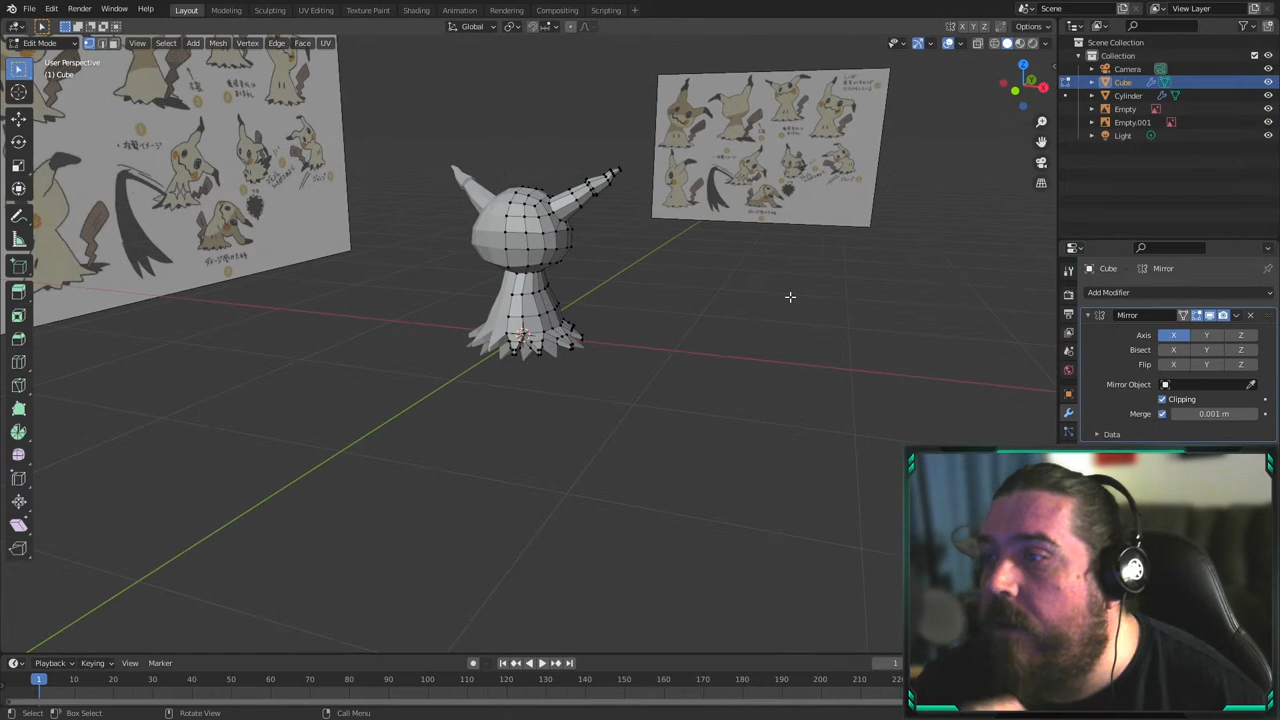 File Edit Render Window Help Layout Modeling Sculpting UV Editing Texture Paint Shading Animation Rendering Compositing Scripting + Scene View Layer
Global X Y Z Options
Edit Mode View Select Add Mesh Vertex Edge Face UV
Scene Collection
Collection
Camera
Cube
Cylinder
Empty
Empty.001
Light
User Perspective
(1) Cube
Z
Y
X
Cube Mirror
Add Modifier
Mirror
Axis X Y Z
Bisect X Y Z
Flip X Y Z
Mirror Object
Clipping
Merge 0.001 m
Data
Playback Keying View Marker 1
1 10 20 30 40 50 60 70 80 90 100 110 120 130 140 150 160 170 180 190 200 210 220
Select Box Select Rotate View Call Menu